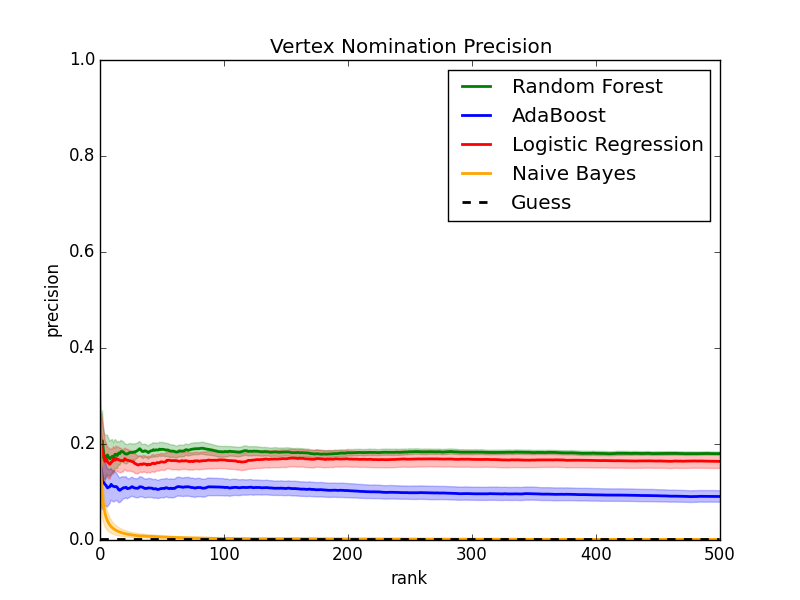 Vertex Nomination Precision
1.0
0.8
0.6
0.4
0.2
0.0
precision
Random Forest
AdaBoost
Logistic Regression
Naive Bayes
Guess
0 100 200 300 400 500
rank